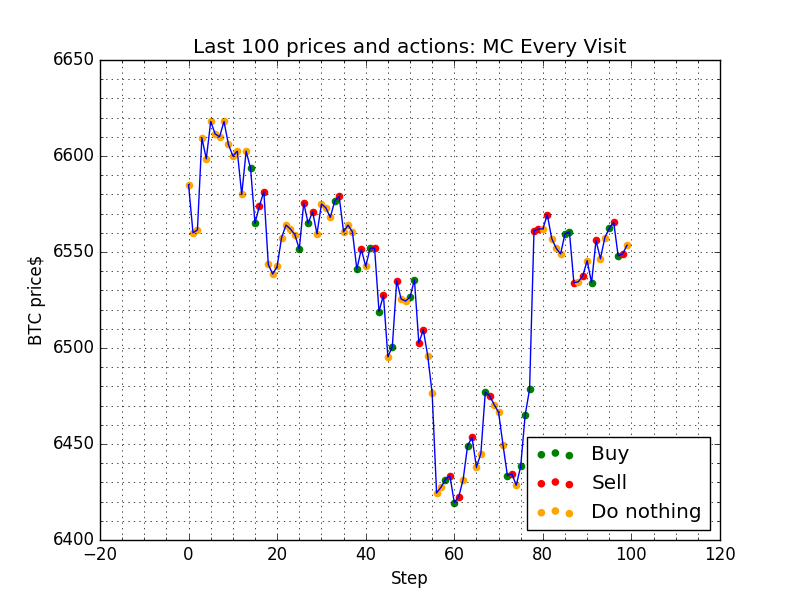 Last 100 prices and actions: MC Every Visit
6650
6600
6550
6500
6450
6400
BTC price$
Buy
Sell
Do nothing
−20 0 20 40 60 80 100 120
Step